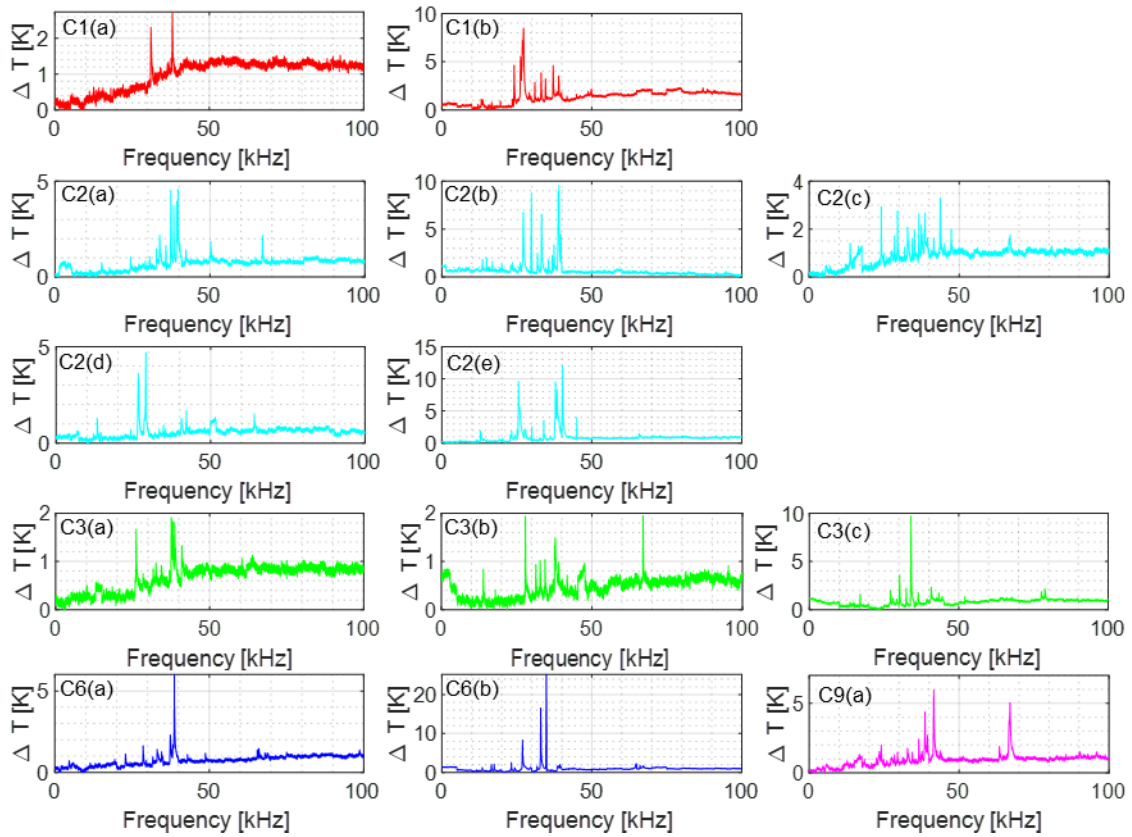 C1(a)
Δ T [K]
2
1
0
0 50 100
Frequency [kHz]
C1(b)
Δ T [K]
10
5
0
0 50 100
Frequency [kHz]
C2(a)
Δ T [K]
5
0
0 50 100
Frequency [kHz]
C2(b)
Δ T [K]
10
5
0
0 50 100
Frequency [kHz]
C2(c)
Δ T [K]
4
2
0
0 50 100
Frequency [kHz]
C2(d)
Δ T [K]
5
0
0 50 100
Frequency [kHz]
C2(e)
Δ T [K]
15
10
5
0
0 50 100
Frequency [kHz]
C3(a)
Δ T [K]
2
1
0
0 50 100
Frequency [kHz]
C3(b)
Δ T [K]
2
1
0
0 50 100
Frequency [kHz]
C3(c)
Δ T [K]
10
5
0
0 50 100
Frequency [kHz]
C6(a)
Δ T [K]
5
0
0 50 100
Frequency [kHz]
C6(b)
Δ T [K]
20
10
0
0 50 100
Frequency [kHz]
C9(a)
Δ T [K]
5
0
0 50 100
Frequency [kHz]